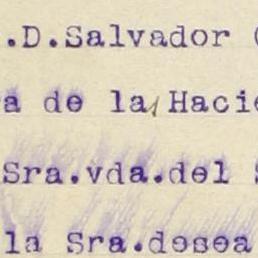 .D.Salvador
a de la, Hacie
Sra.vda.del
la Sra.desea